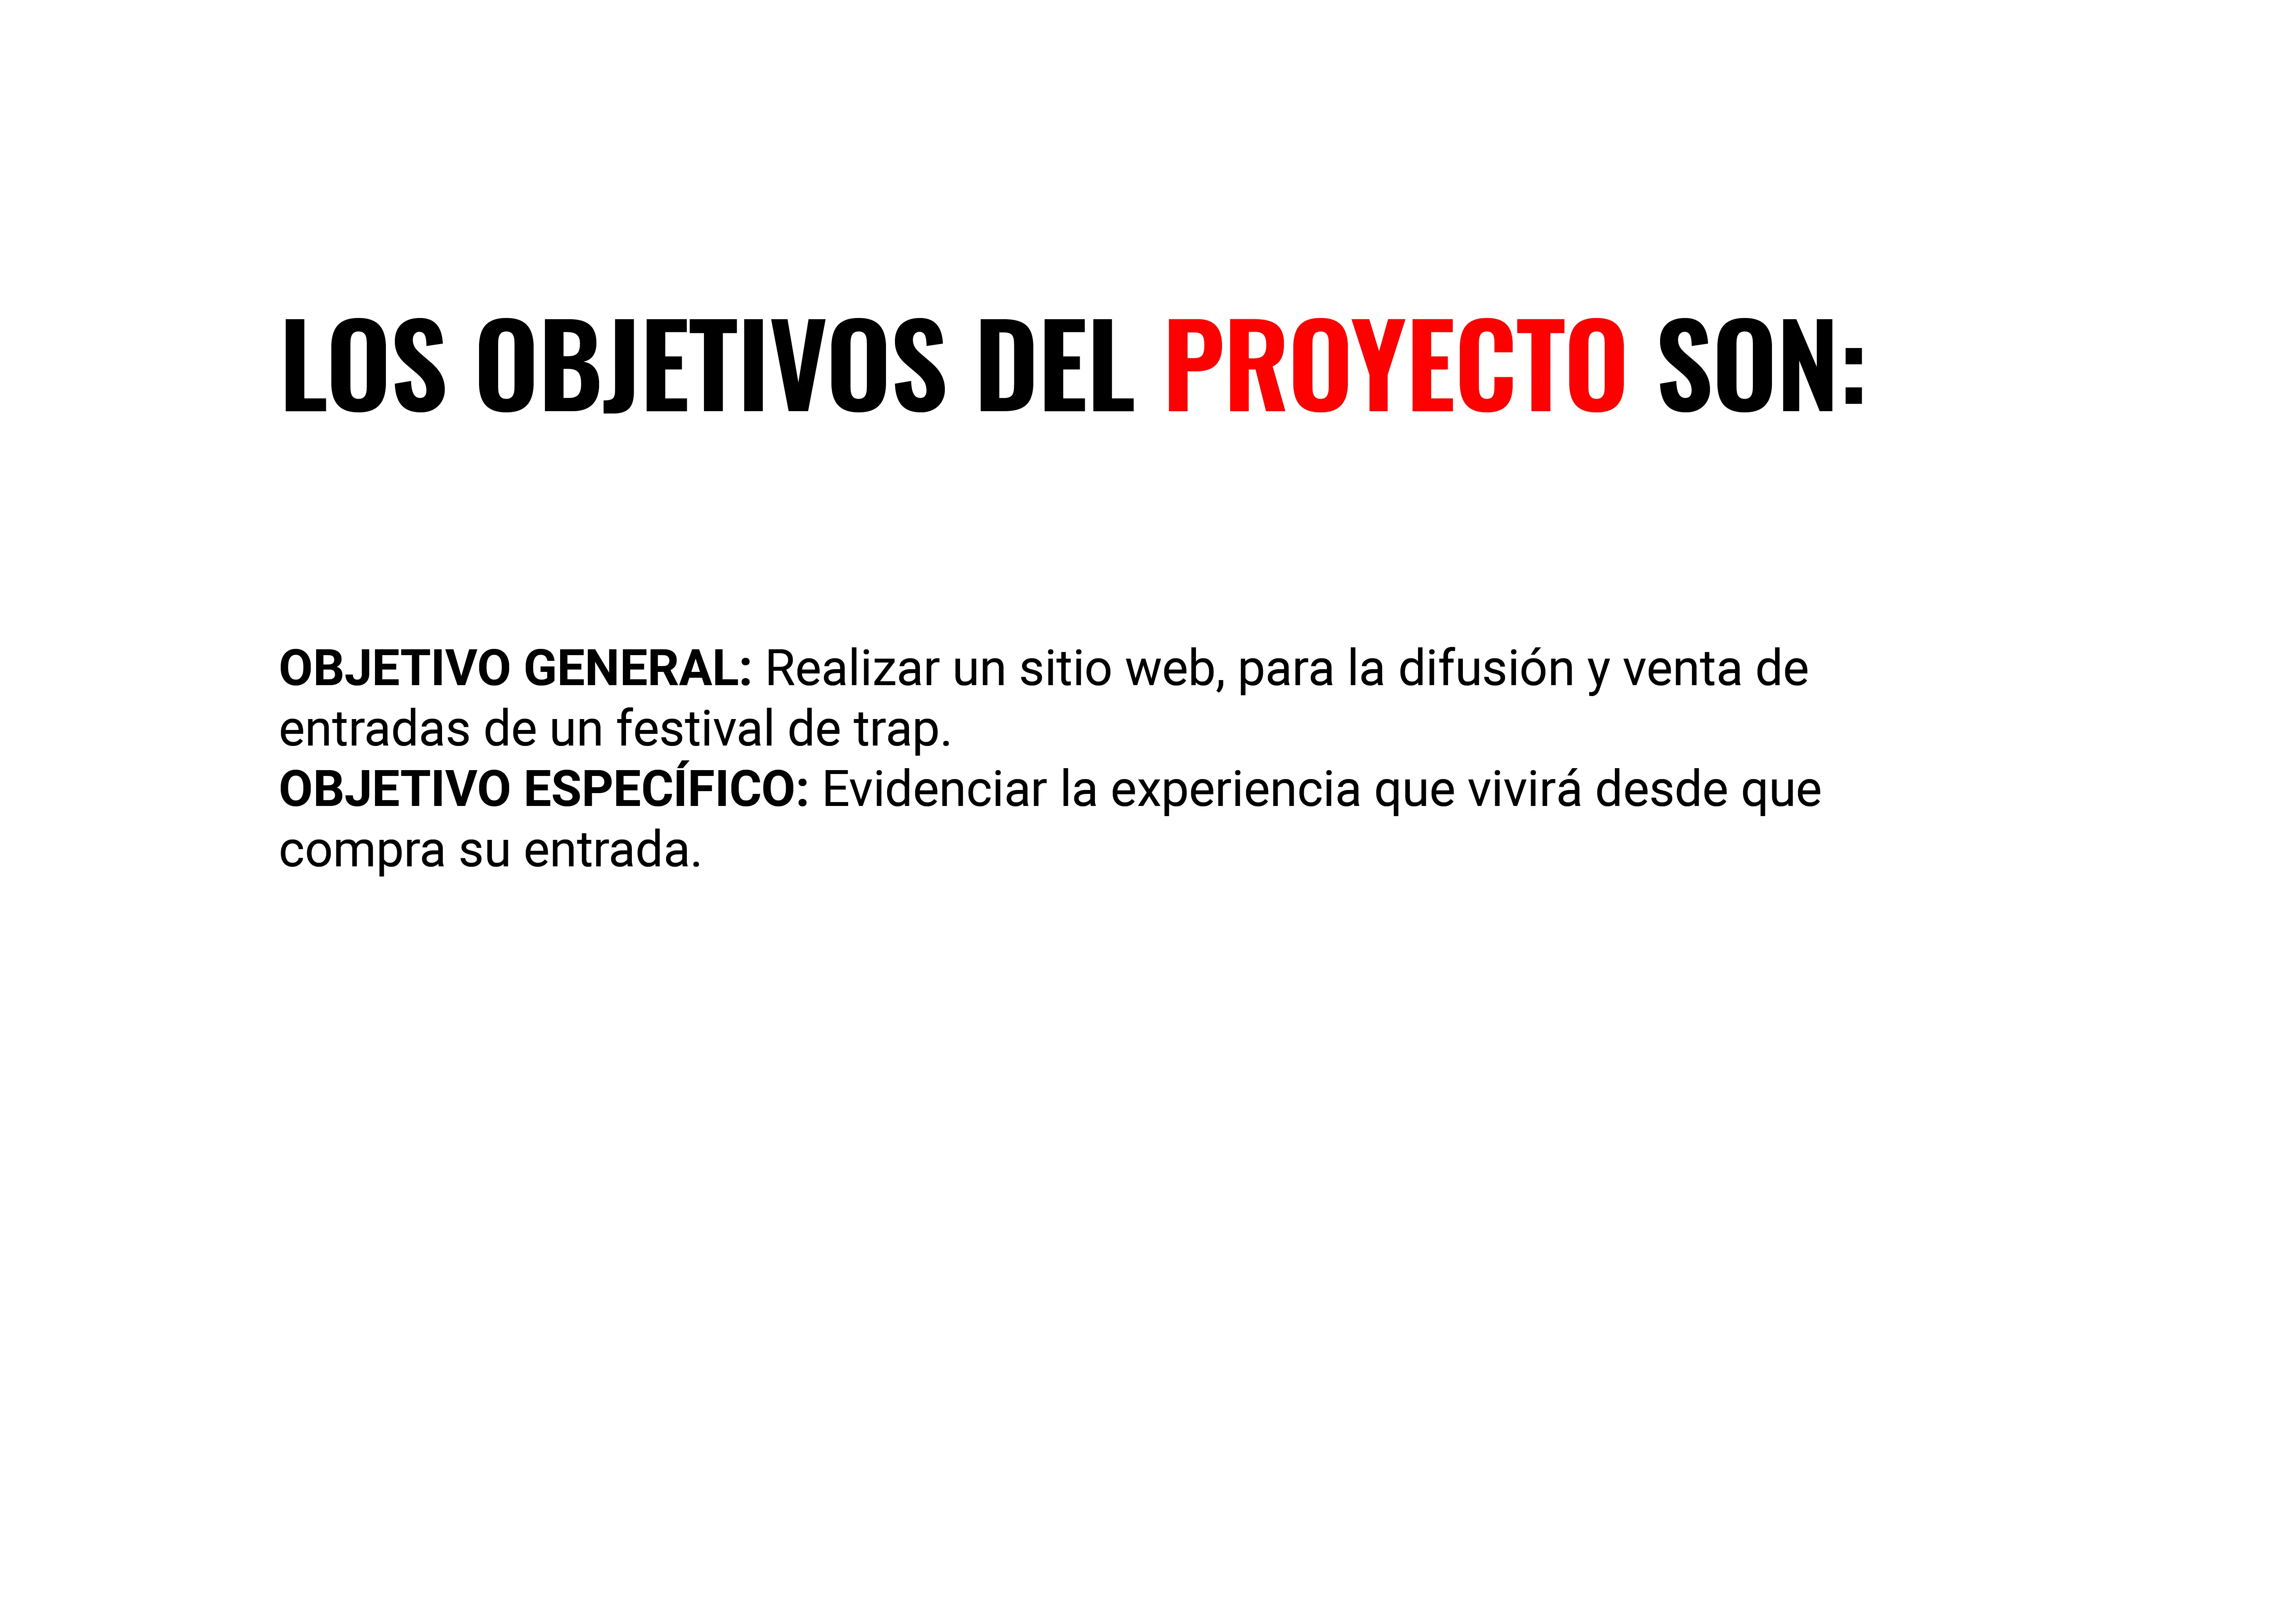 LOS OBJETIVOS DEL PROYECTO SON:
OBJETIVO GENERAL: Realizar un sitio web, para la difusión y venta de
entradas de un festival de trap.
OBJETIVO ESPECÍFICO: Evidenciar la experiencia que vivirá desde que
compra su entrada.